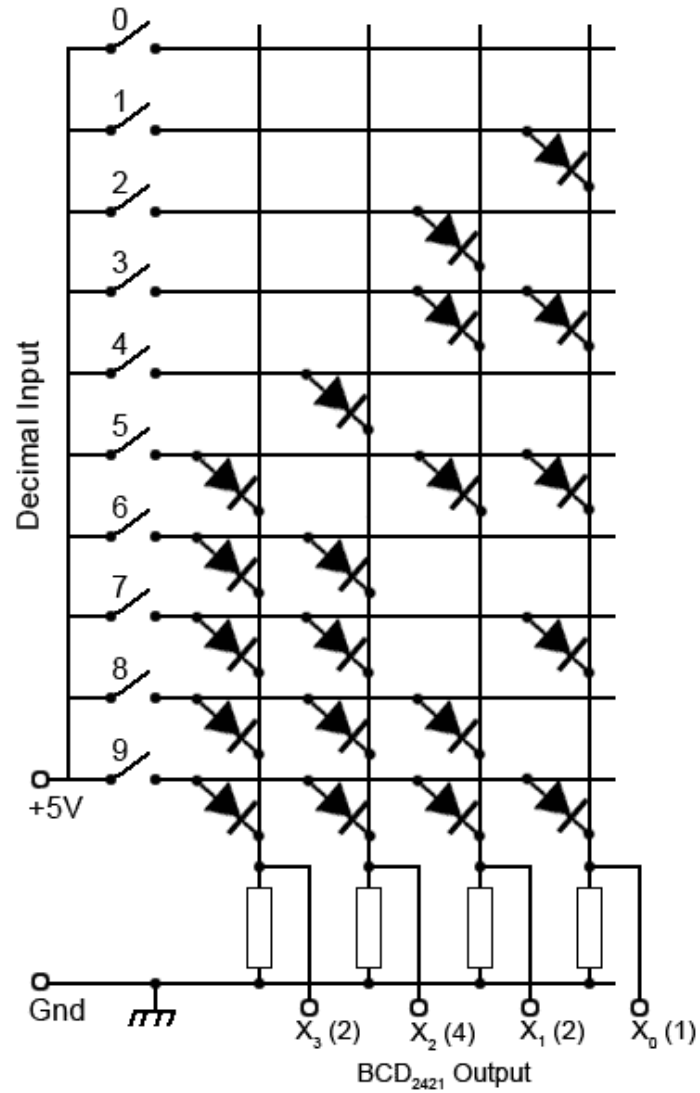 0
1
2
3
4
5
6
7
8
9
Decimal Input
+5V
Gnd
X₃ (2) X₂ (4) X₁ (2) X₀ (1)
BCD₂₄₂₁ Output